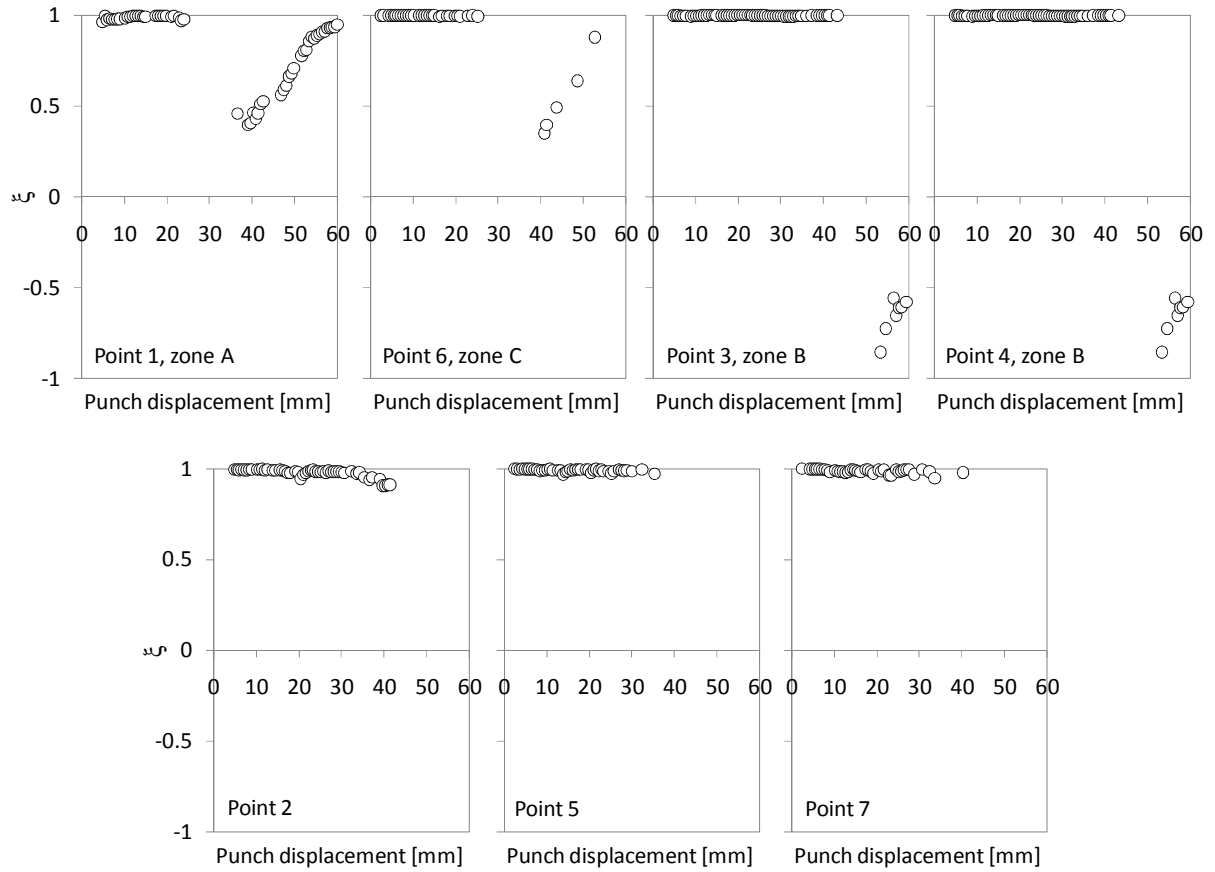 1
0.5
0
-0.5
-1
ξ
0 10 20 30 40 50 60
Point 1, zone A
Punch displacement [mm]
0 10 20 30 40 50 60
Point 6, zone C
Punch displacement [mm]
0 10 20 30 40 50 60
Point 3, zone B
Punch displacement [mm]
0 10 20 30 40 50 60
Point 4, zone B
Punch displacement [mm]
1
0.5
0
-0.5
-1
ξ
0 10 20 30 40 50 60
Point 2
Punch displacement [mm]
0 10 20 30 40 50 60
Point 5
Punch displacement [mm]
0 10 20 30 40 50 60
Point 7
Punch displacement [mm]